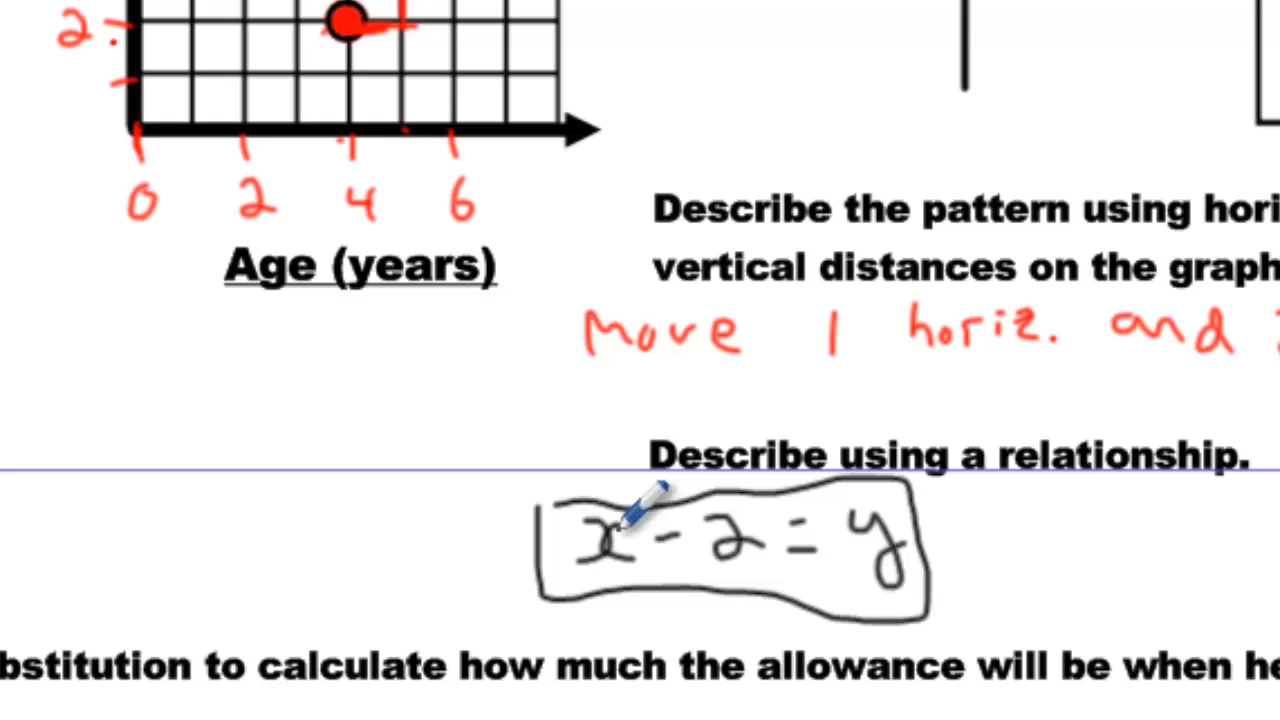 2
0 2 4 6
Age (years)
Describe the pattern using hori
vertical distances on the graph
Move 1 horiz. and
Describe using a relationship.
x - 2 = y
bstitution to calculate how much the allowance will be when he